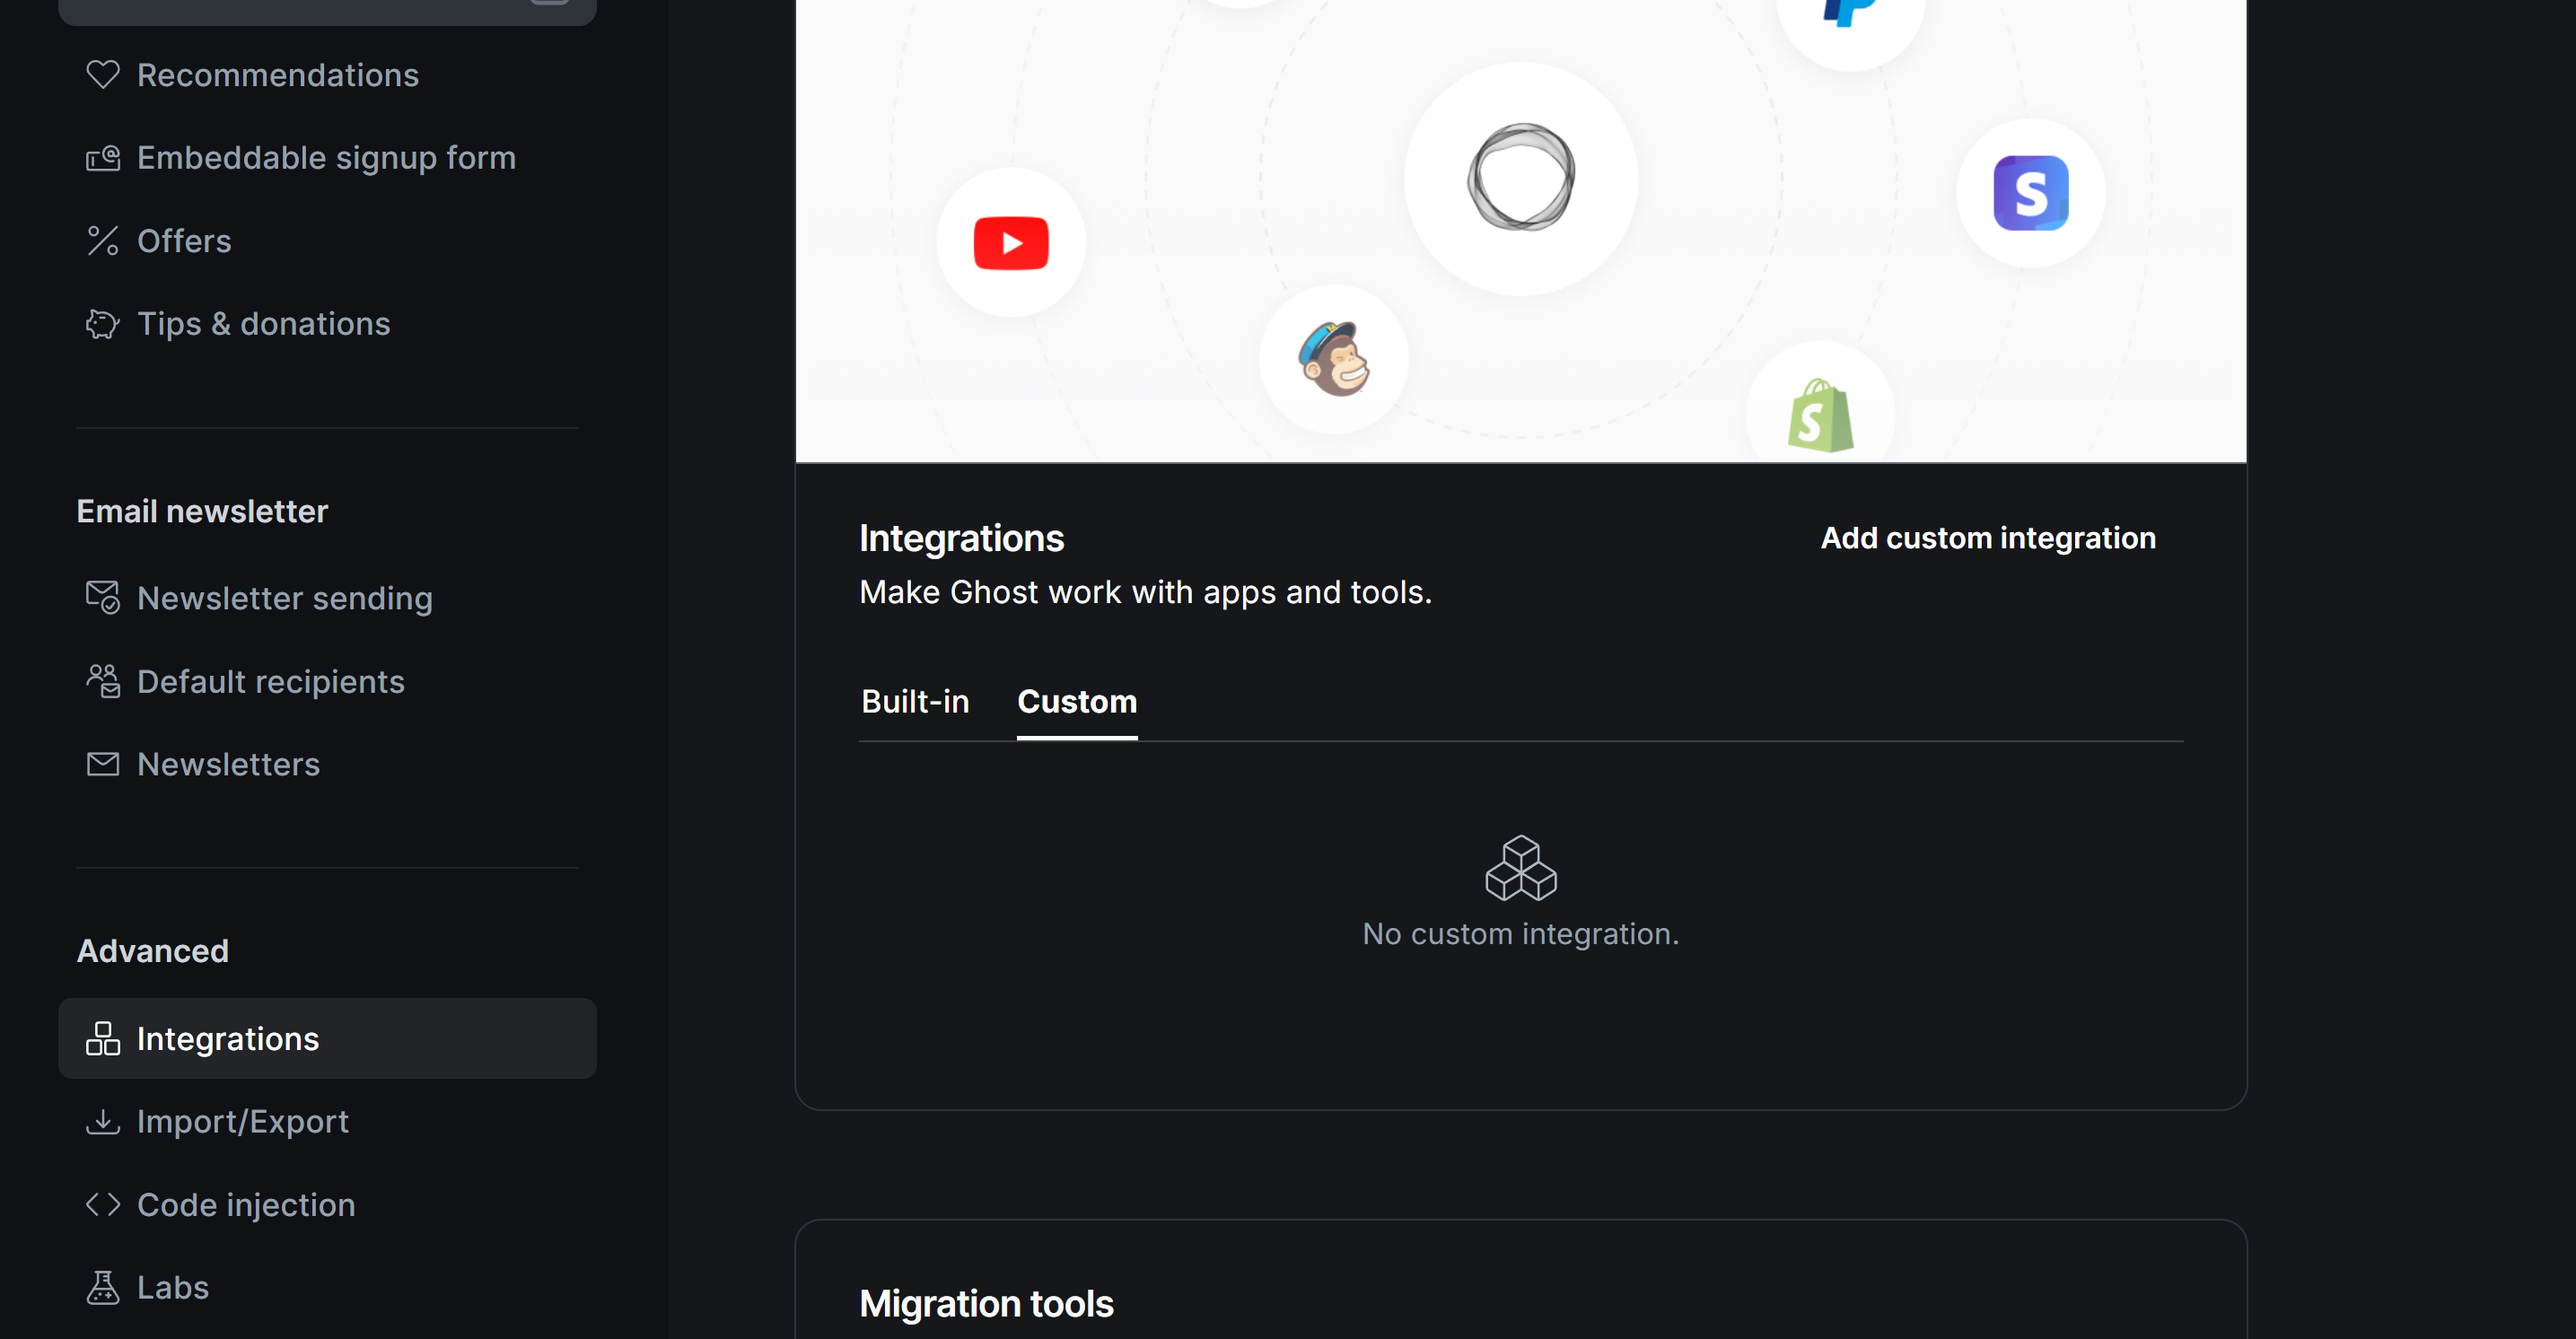 Recommendations
Embeddable signup form
Offers
Tips & donations
Email newsletter
Newsletter sending
Default recipients
Newsletters
Advanced
Integrations
Import/Export
Code injection
Labs
Integrations
Add custom integration
Make Ghost work with apps and tools.
Built-in
Custom
No custom integration.
Migration tools